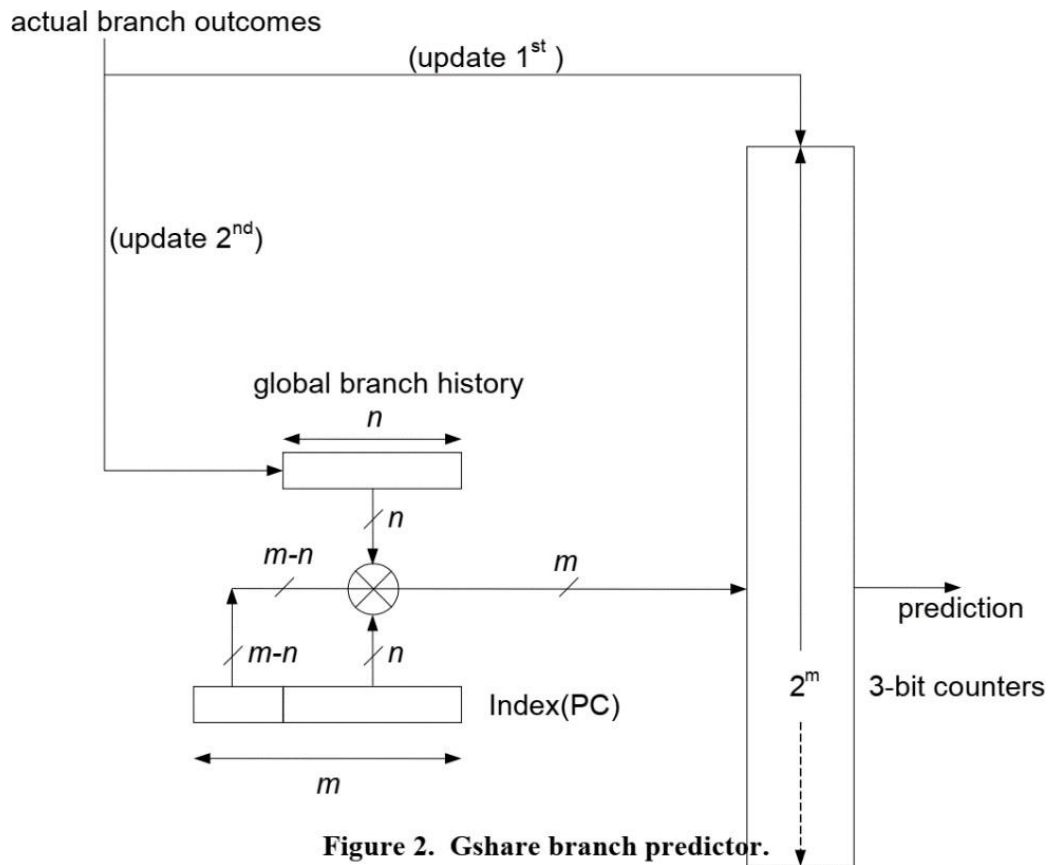 actual branch outcomes
(update 1st )
(update 2nd)
global branch history
n
n
m-n
m
prediction
m-n
n
Index(PC)
2m
3-bit counters
m
Figure 2. Gshare branch predictor.